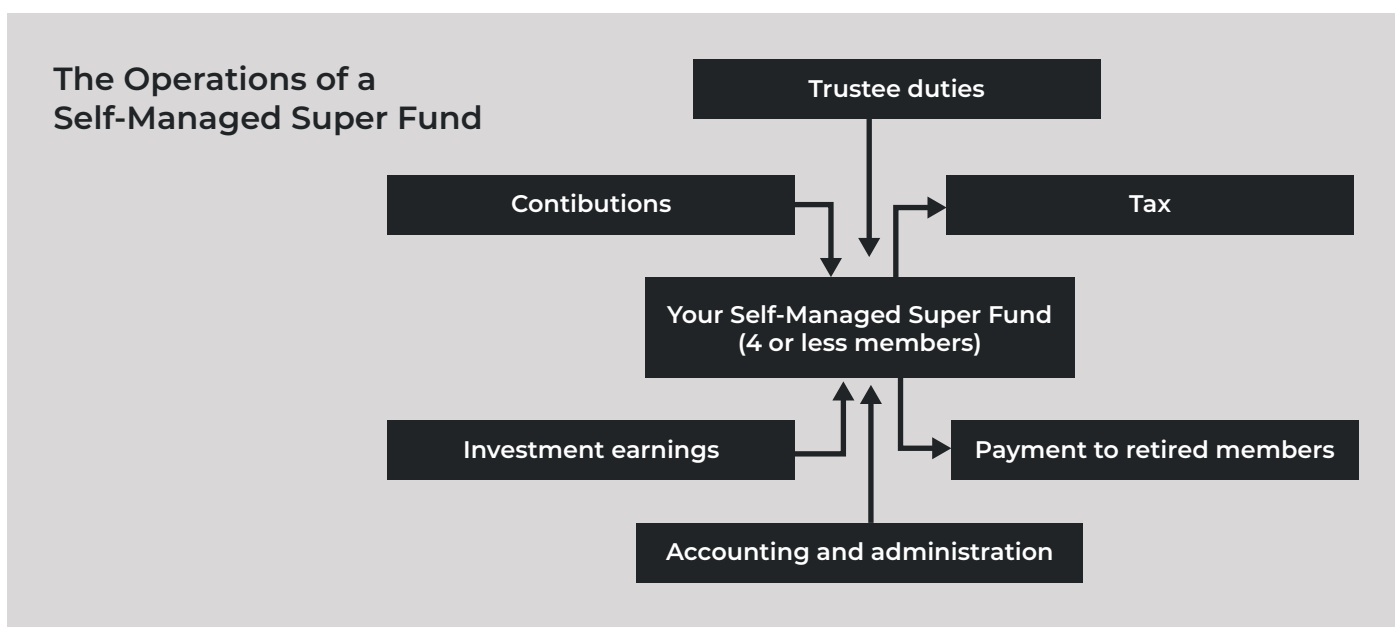 The Operations of a
Self-Managed Super Fund
Trustee duties
Contibutions
Tax
Your Self-Managed Super Fund
(4 or less members)
Investment earnings
Payment to retired members
Accounting and administration